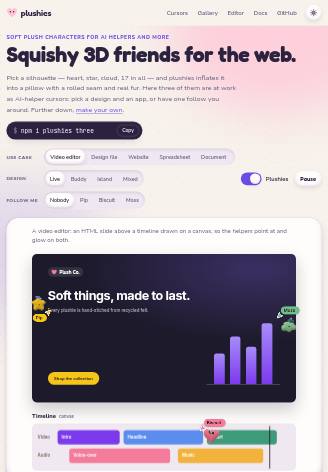 plushies
Cursors Gallery Editor Docs GitHub
SOFT PLUSH CHARACTERS FOR AI HELPERS AND MORE
Squishy 3D friends for the web.
Pick a silhouette — heart, star, cloud, 17 in all — and plushies inflates it
into a pillow with a rolled seam and real fur. Here three of them are at work
as AI-helper cursors: pick a design and an app, or have one follow you
around. Further down, make your own.
$ npm i plushies three Copy
USE CASE Video editor Design file Website Spreadsheet Document
DESIGN Live Buddy Island Mixed Plushies Pause
FOLLOW ME Nobody Pip Biscuit Moss
A video editor: an HTML slide above a timeline drawn on a canvas, so the helpers point at and
glow on both.
Plush Co.
Soft things, made to last.
Every plushie is hand-stitched from recycled felt.
Moss
Pip
Shop the collection
Timeline canvas
Biscuit
Video Intro Headline
Audio Voice-over Music